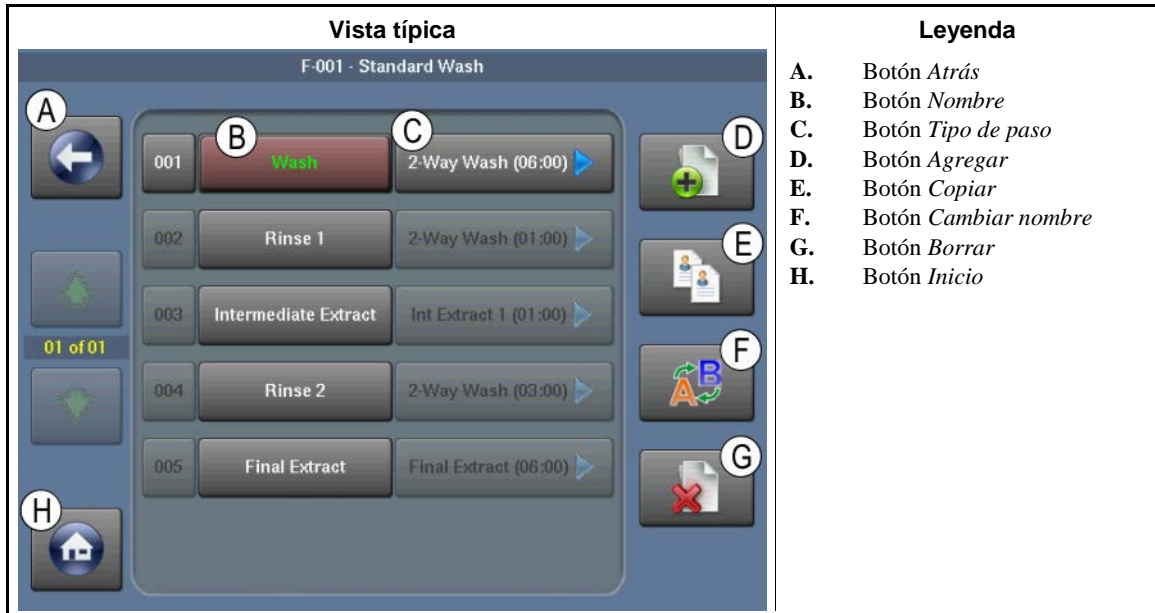 Vista típica
F-001 - Standard Wash
A
001 B Wash C 2-Way Wash (06:00) D
002 Rinse 1 2-Way Wash (01:00) E
003 Intermediate Extract Int Extract 1 (01:00)
01 of 01
F
A B
004 Rinse 2 2-Way Wash (03:00)
005 Final Extract Final Extract (06:00) G
H
Leyenda
A. Botón Atrás
B. Botón Nombre
C. Botón Tipo de paso
D. Botón Agregar
E. Botón Copiar
F. Botón Cambiar nombre
G. Botón Borrar
H. Botón Inicio